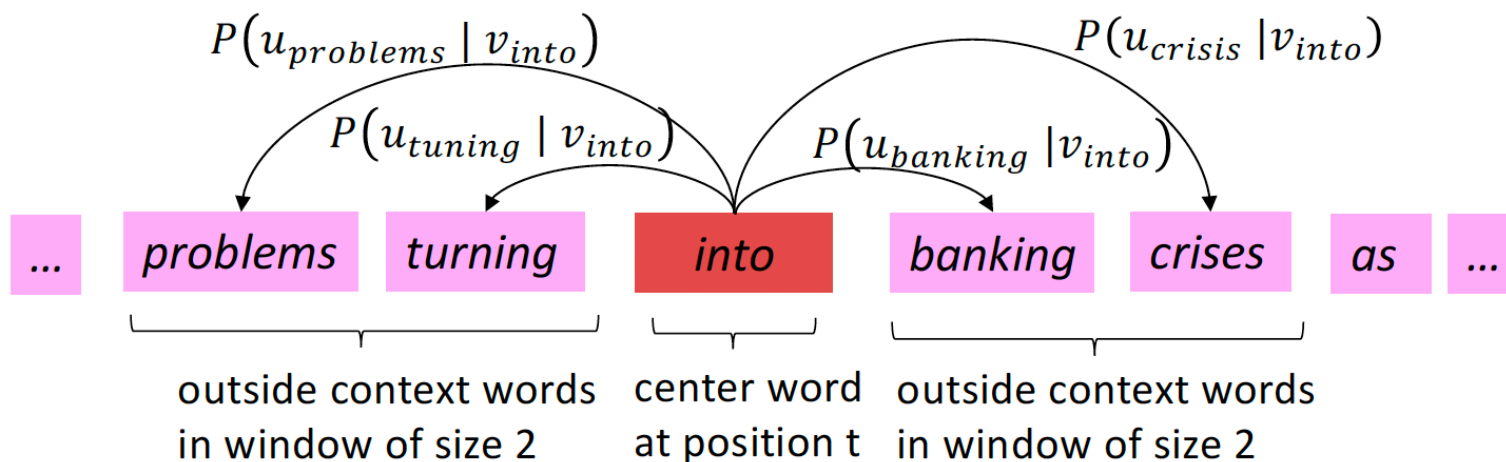 P(u_problems | v_into)
P(u_crisis |v_into)
P(u_tuning | v_into)
P(u_banking |v_into)
... problems turning into banking crises as ...
outside context words center word outside context words
in window of size 2 at position t in window of size 2